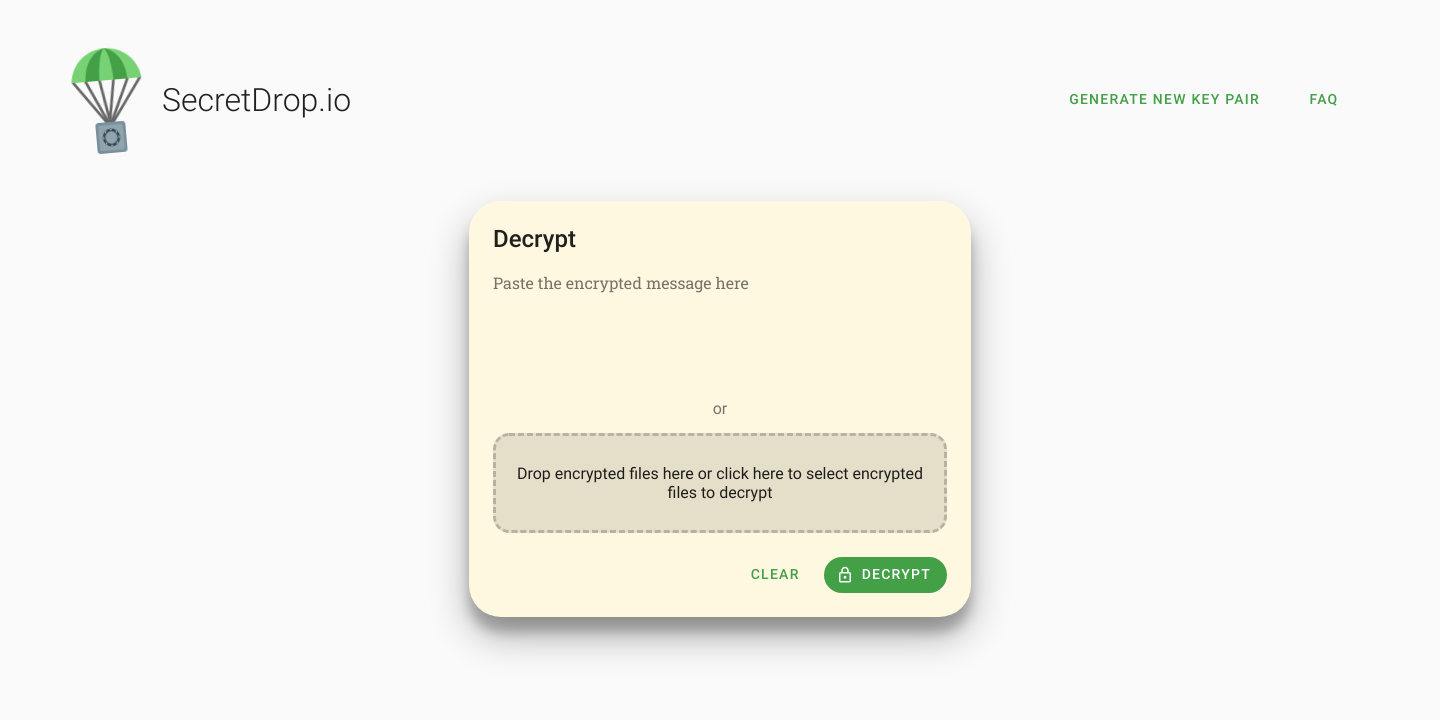 SecretDrop.io
GENERATE NEW KEY PAIR
FAQ
Decrypt
Paste the encrypted message here
or
Drop encrypted files here or click here to select encrypted
files to decrypt
CLEAR
DECRYPT